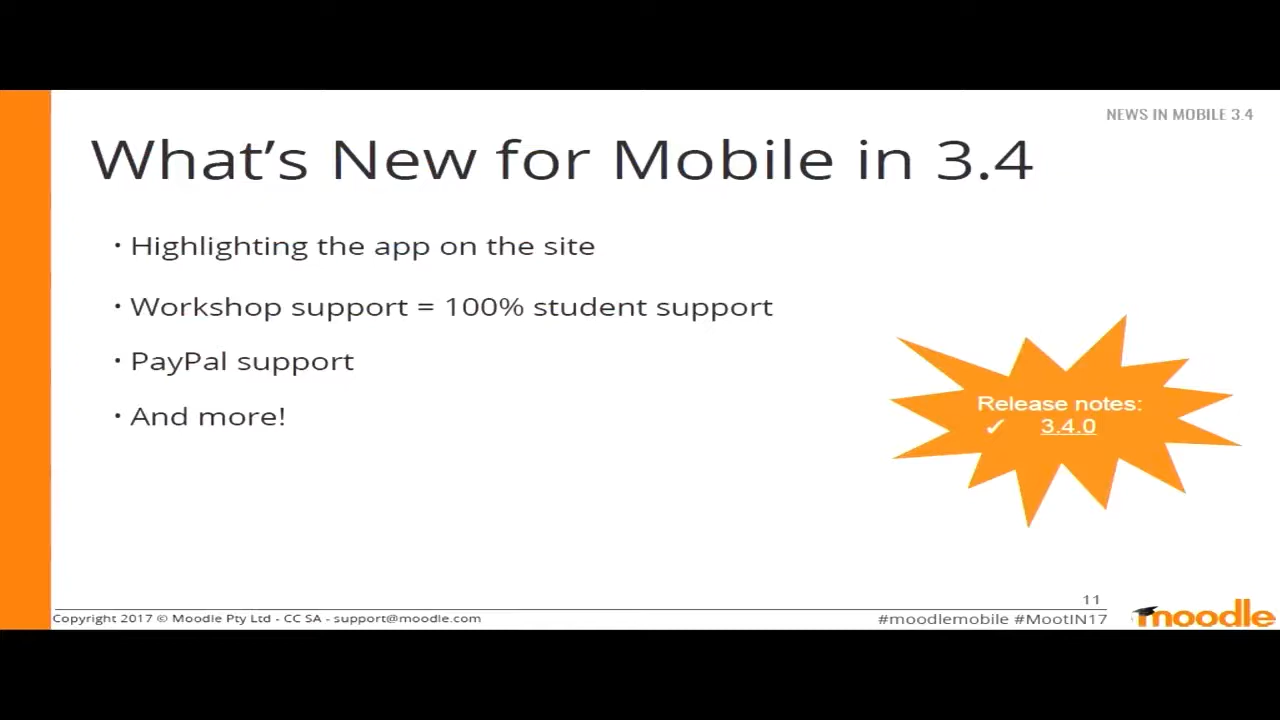 NEWS IN MOBILE 3.4
What's New for Mobile in 3.4
· Highlighting the app on the site
· Workshop support = 100% student support
· PayPal support
· And more!
Release notes:
✓ 3.4.0
11
Copyright 2017 © Moodle Pty Ltd - CC SA - support@moodle.com
#moodlemobile #MootIN17
moodle